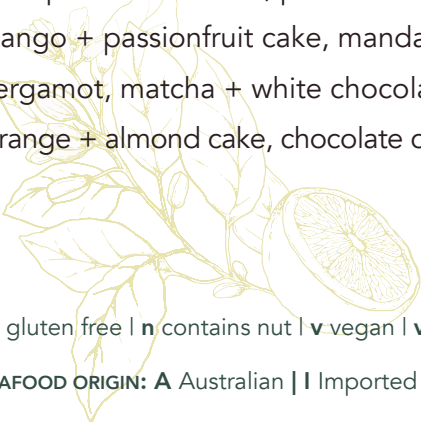 ango + passionfruit cake, manda
ergamot, matcha + white chocola
range + almond cake, chocolate
gluten free | n contains nut | v vegan |
AFOOD ORIGIN: A Australian | I Imported